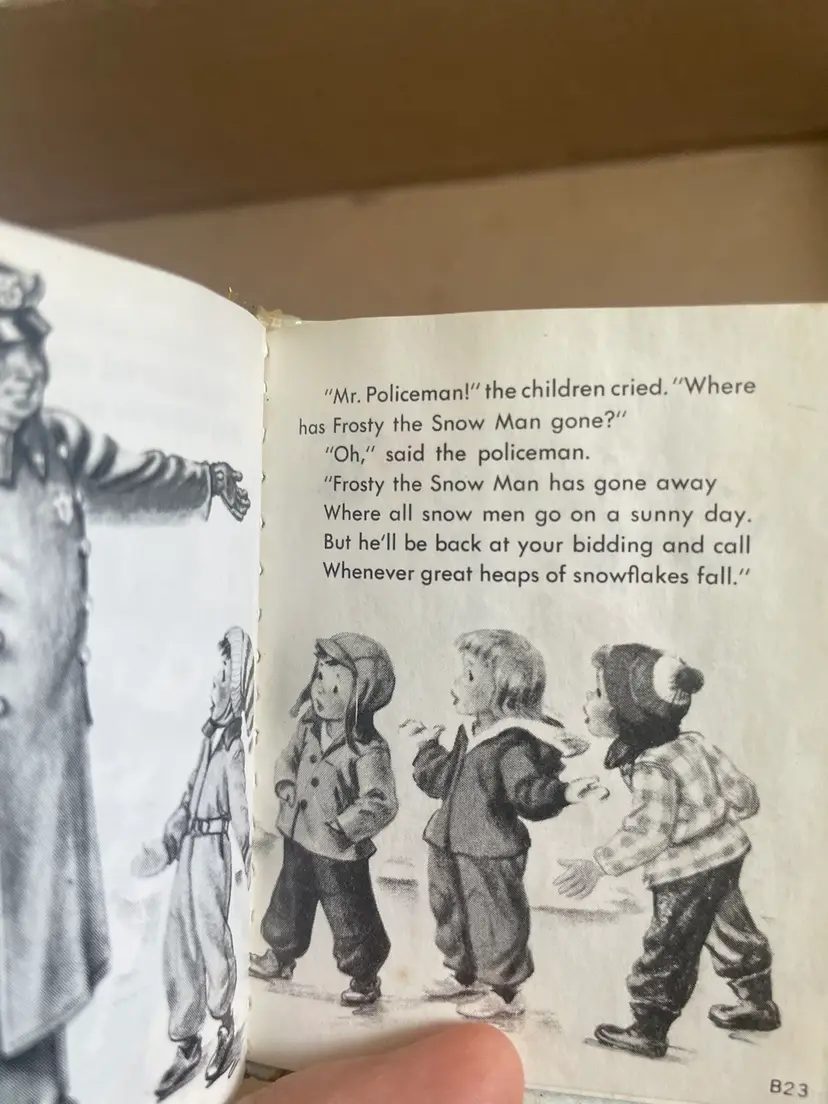 "Mr. Policeman!" the children cried. "Where
has Frosty the Snow Man gone?"
"Oh," said the policeman.
"Frosty the Snow Man has gone away
Where all snow men go on a sunny day.
But he'll be back at your bidding and call
Whenever great heaps of snowflakes fall."
B23